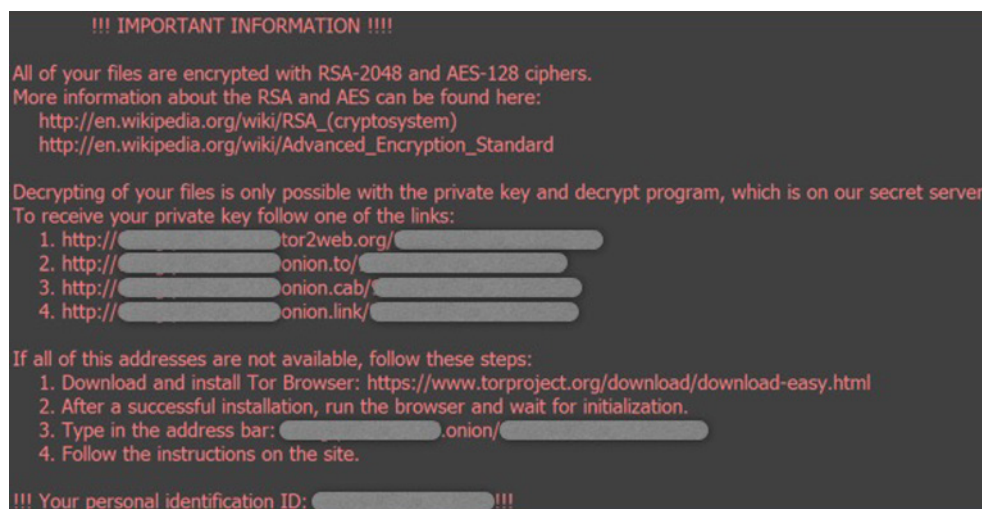 !!! IMPORTANT INFORMATION !!!!
All of your files are encrypted with RSA-2048 and AES-128 ciphers.
More information about the RSA and AES can be found here:
http://en.wikipedia.org/wiki/RSA_(cryptosystem)
http://en.wikipedia.org/wiki/Advanced_Encryption_Standard
Decrypting of your files is only possible with the private key and decrypt program, which is on our secret server
To receive your private key follow one of the links:
1. http://tor2web.org/
2. http://onion.to/
3. http://onion.cab/
4. http://onion.link/
If all of this addresses are not available, follow these steps:
1. Download and install Tor Browser: https://www.torproject.org/download/download-easy.html
2. After a successful installation, run the browser and wait for initialization.
3. Type in the address bar: .onion/
4. Follow the instructions on the site.
!!! Your personal identification ID: !!!